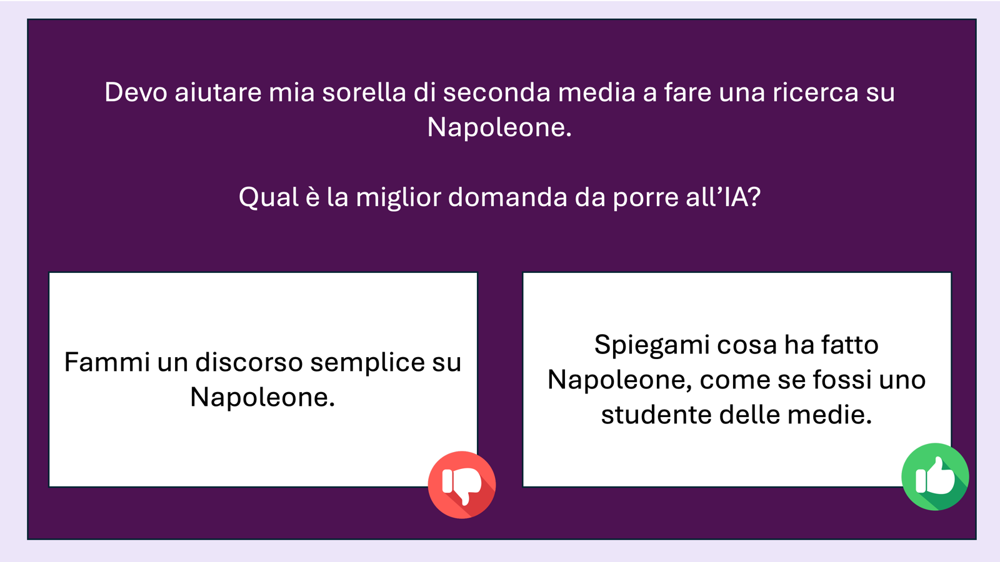 Devo aiutare mia sorella di seconda media a fare una ricerca su
Napoleone.
Qual è la miglior domanda da porre all’IA?
Fammi un discorso semplice su
Napoleone.
Spiegami cosa ha fatto
Napoleone, come se fossi uno
studente delle medie.